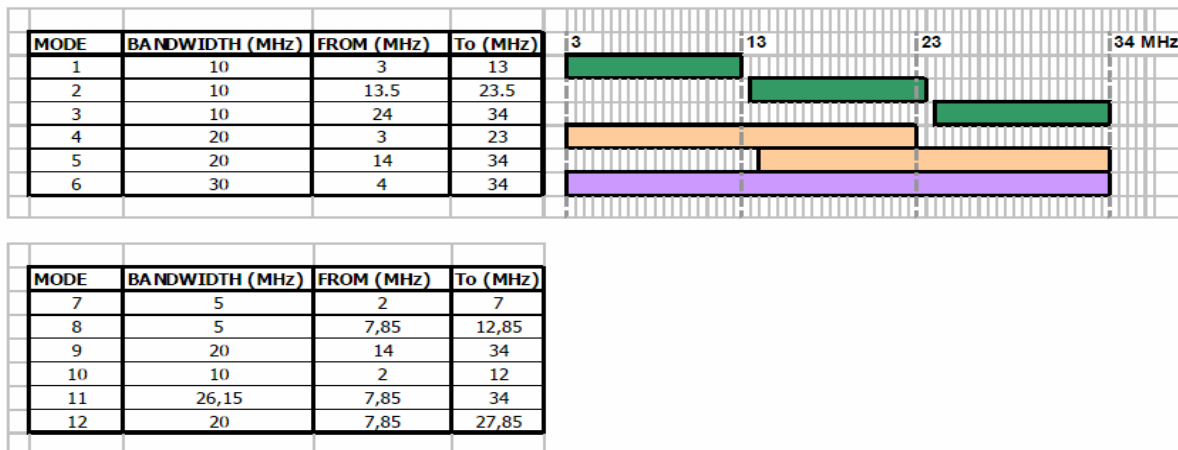 MODE BANDWIDTH (MHz) FROM (MHz) To (MHz)
1 10 3 13
2 10 13.5 23.5
3 10 24 34
4 20 3 23
5 20 14 34
6 30 4 34
3 13 23 34 MHz
MODE BANDWIDTH (MHz) FROM (MHz) To (MHz)
7 5 2 7
8 5 7,85 12,85
9 20 14 34
10 10 2 12
11 26,15 7,85 34
12 20 7,85 27,85